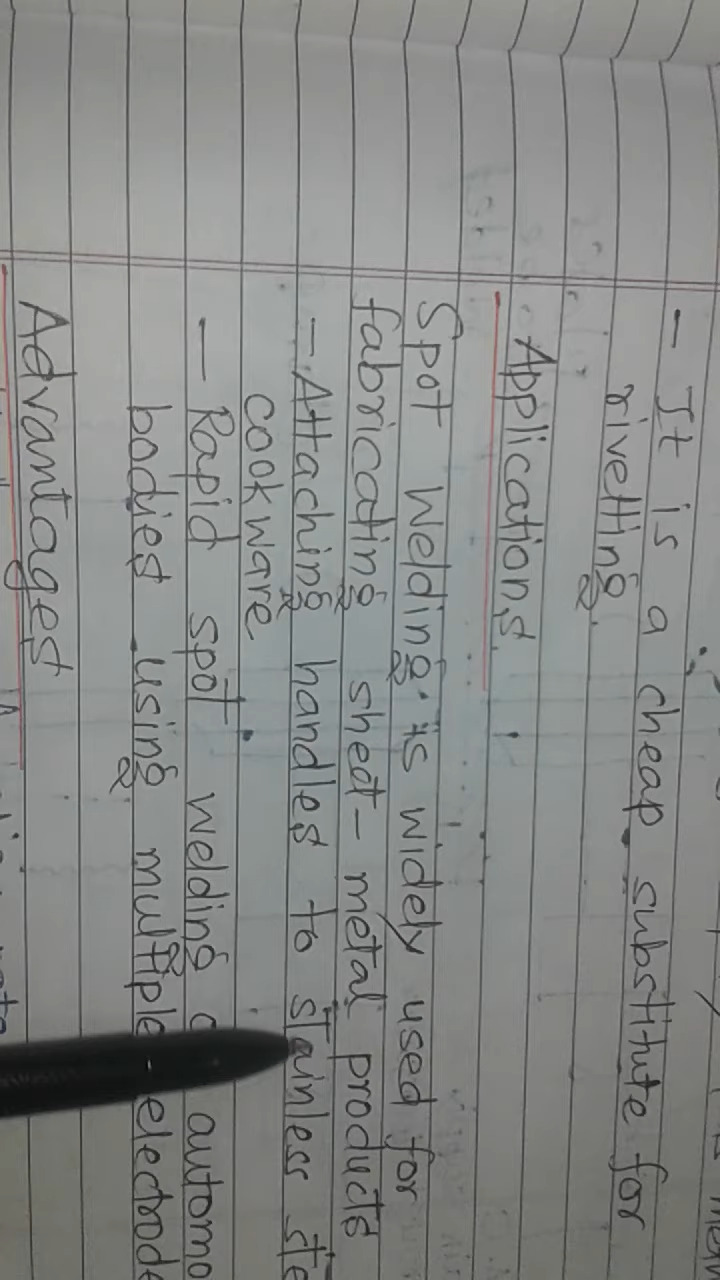 - It is a cheap substitute for
rivetting
Applications
Spot Welding is widely used for
fabricating sheet-metal products
- Attaching handles to stainless
cookware
- Rapid spot welding
bodies using multiple-
Advantages